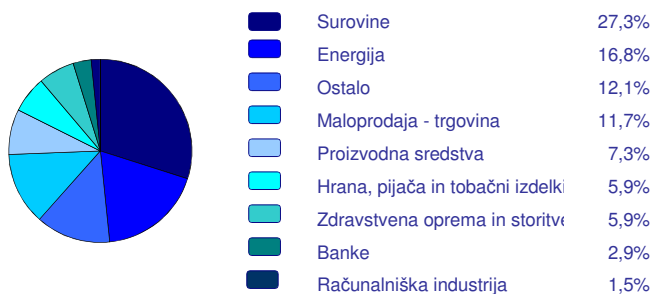 Surovine 27,3%
Energija 16,8%
Ostalo 12,1%
Maloprodaja - trgovina 11,7%
Proizvodna sredstva 7,3%
Hrana, pijača in tobačni izdelki 5,9%
Zdravstvena oprema in storitve 5,9%
Banke 2,9%
Računalniška industrija 1,5%